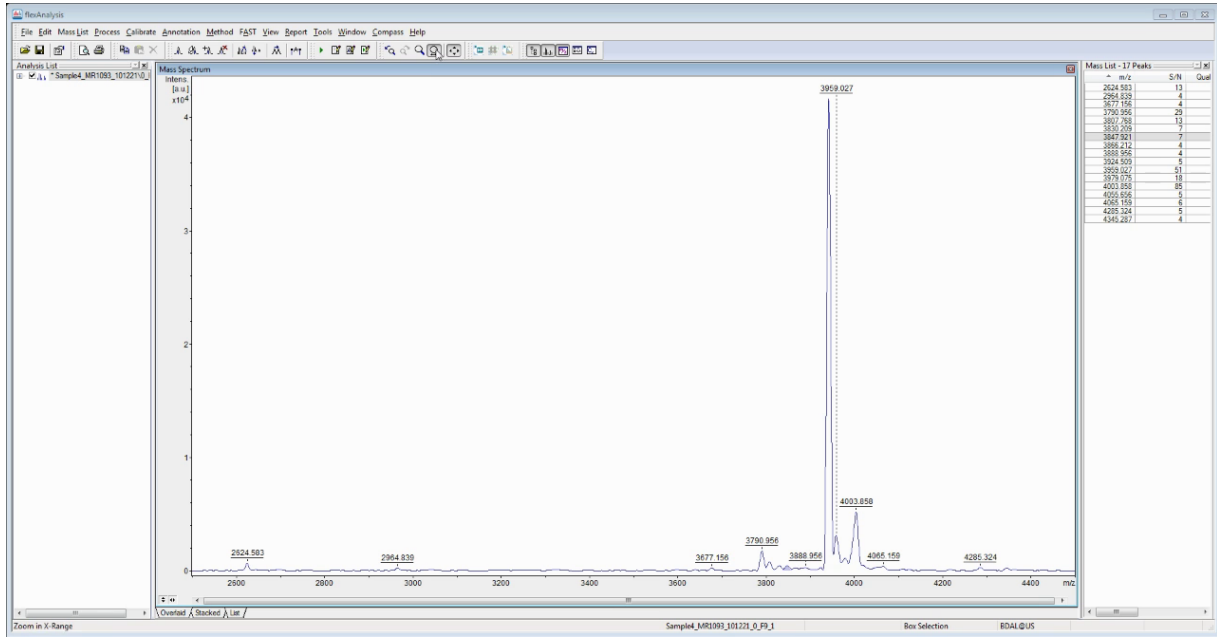 flexAnalysis
File Edit Mass List Process Calibrate Annotation Method FAST View Report Tools Window Compass Help
Analysis List
* Sample4_MR1093_101221\0_
Mass Spectrum
Intens.
[a.u.]
x10⁴
4
3
2
1
0
3959.027
4003.858
3790.956
2624.583
2964.839
3677.156
3888.956
4065.159
4285.324
2600 2800 3000 3200 3400 3600 3800 4000 4200 4400 m/z
Overlaid Stacked List
Mass List - 17 Peaks
m/z S/N Qual
2624.583 13
2964.839 4
3677.156 4
3790.956 29
3807.768 13
3830.209 7
3847.921 7
3866.212 4
3888.956 4
3924.509 5
3959.027 51
3979.075 18
4003.858 85
4055.656 5
4065.159 6
4285.324 5
4345.287 4
Zoom in X-Range Sample4_MR1093_101221_0_F9_1 Box Selection BDAL@US